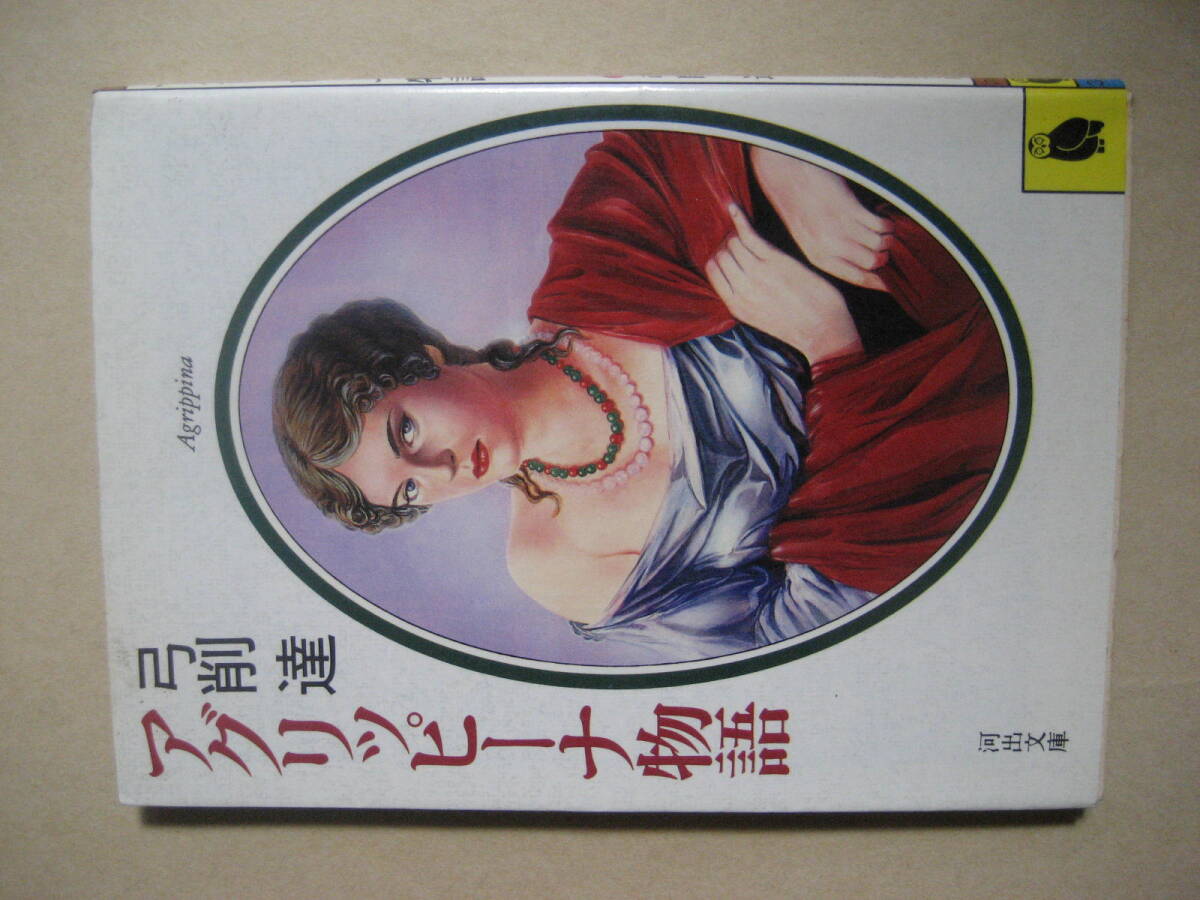 アグリッピーナ物語
弓削 達
Agrippina
河出文庫